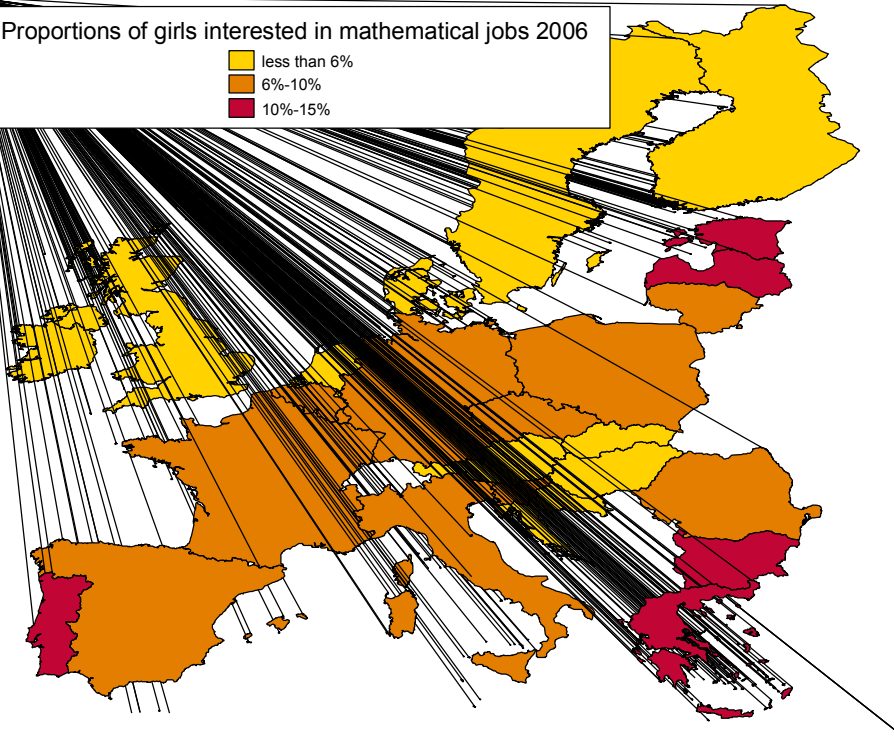 Proportions of girls interested in mathematical jobs 2006
less than 6%
6%-10%
10%-15%